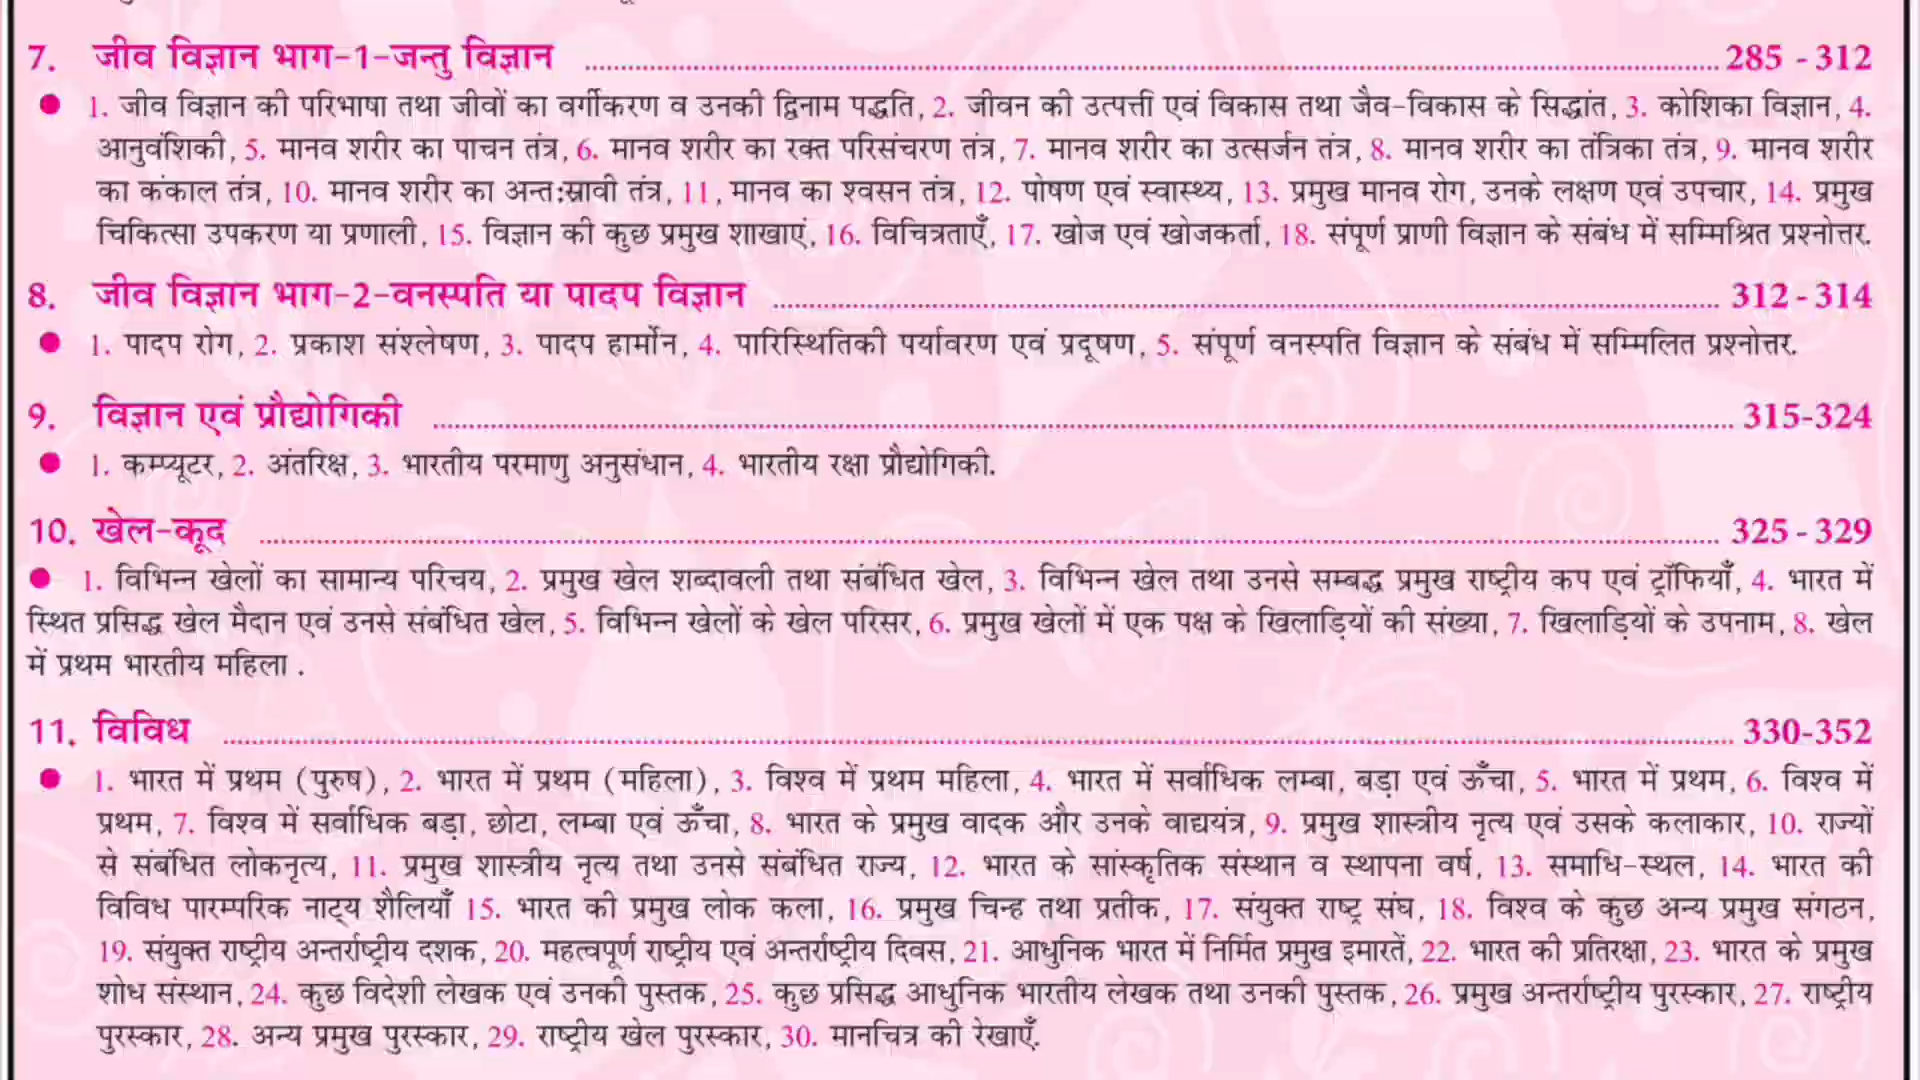 7. जीव विज्ञान भाग-1-जन्तु विज्ञान ........ 285 - 312
● 1. जीव विज्ञान की परिभाषा तथा जीवों का वर्गीकरण व उनकी द्विनाम पद्धति, 2. जीवन की उत्पत्ती एवं विकास तथा जैव-विकास के सिद्धांत, 3. कोशिका विज्ञान, 4.
आनुवंशिकी, 5. मानव शरीर का पाचन तंत्र, 6. मानव शरीर का रक्त परिसंचरण तंत्र, 7. मानव शरीर का उत्सर्जन तंत्र, 8. मानव शरीर का तंत्रिका तंत्र, 9. मानव शरीर
का कंकाल तंत्र, 10. मानव शरीर का अन्तःस्रावी तंत्र, 11, मानव का श्वसन तंत्र, 12. पोषण एवं स्वास्थ्य, 13. प्रमुख मानव रोग, उनके लक्षण एवं उपचार, 14. प्रमुख
चिकित्सा उपकरण या प्रणाली, 15. विज्ञान की कुछ प्रमुख शाखाएं, 16. विचित्रताएँ, 17. खोज एवं खोजकर्ता, 18. संपूर्ण प्राणी विज्ञान के संबंध में सम्मिश्रित प्रश्नोत्तर.
8. जीव विज्ञान भाग-2-वनस्पति या पादप विज्ञान ........ 312 - 314
● 1. पादप रोग, 2. प्रकाश संश्लेषण, 3. पादप हार्मोन, 4. पारिस्थितिकी पर्यावरण एवं प्रदूषण, 5. संपूर्ण वनस्पति विज्ञान के संबंध में सम्मिलित प्रश्नोत्तर.
9. विज्ञान एवं प्रौद्योगिकी ........ 315-324
● 1. कम्प्यूटर, 2. अंतरिक्ष, 3. भारतीय परमाणु अनुसंधान, 4. भारतीय रक्षा प्रौद्योगिकी.
10. खेल-कूद ........ 325 - 329
● 1. विभिन्न खेलों का सामान्य परिचय, 2. प्रमुख खेल शब्दावली तथा संबंधित खेल, 3. विभिन्न खेल तथा उनसे सम्बद्ध प्रमुख राष्ट्रीय कप एवं ट्रॉफियाँ, 4. भारत में
स्थित प्रसिद्ध खेल मैदान एवं उनसे संबंधित खेल, 5. विभिन्न खेलों के खेल परिसर, 6. प्रमुख खेलों में एक पक्ष के खिलाड़ियों की संख्या, 7. खिलाड़ियों के उपनाम, 8. खेल
में प्रथम भारतीय महिला .
11. विविध ........ 330-352
● 1. भारत में प्रथम (पुरुष), 2. भारत में प्रथम (महिला), 3. विश्व में प्रथम महिला, 4. भारत में सर्वाधिक लम्बा, बड़ा एवं ऊँचा, 5. भारत में प्रथम, 6. विश्व में
प्रथम, 7. विश्व में सर्वाधिक बड़ा, छोटा, लम्बा एवं ऊँचा, 8. भारत के प्रमुख वादक और उनके वाद्ययंत्र, 9. प्रमुख शास्त्रीय नृत्य एवं उसके कलाकार, 10. राज्यों
से संबंधित लोकनृत्य, 11. प्रमुख शास्त्रीय नृत्य तथा उनसे संबंधित राज्य, 12. भारत के सांस्कृतिक संस्थान व स्थापना वर्ष, 13. समाधि-स्थल, 14. भारत की
विविध पारम्परिक नाट्य शैलियाँ 15. भारत की प्रमुख लोक कला, 16. प्रमुख चिन्ह तथा प्रतीक, 17. संयुक्त राष्ट्र संघ, 18. विश्व के कुछ अन्य प्रमुख संगठन,
19. संयुक्त राष्ट्रीय अन्तर्राष्ट्रीय दशक, 20. महत्वपूर्ण राष्ट्रीय एवं अन्तर्राष्ट्रीय दिवस, 21. आधुनिक भारत में निर्मित प्रमुख इमारतें, 22. भारत की प्रतिरक्षा, 23. भारत के प्रमुख
शोध संस्थान, 24. कुछ विदेशी लेखक एवं उनकी पुस्तक, 25. कुछ प्रसिद्ध आधुनिक भारतीय लेखक तथा उनकी पुस्तक, 26. प्रमुख अन्तर्राष्ट्रीय पुरस्कार, 27. राष्ट्रीय
पुरस्कार, 28. अन्य प्रमुख पुरस्कार, 29. राष्ट्रीय खेल पुरस्कार, 30. मानचित्र की रेखाएँ.